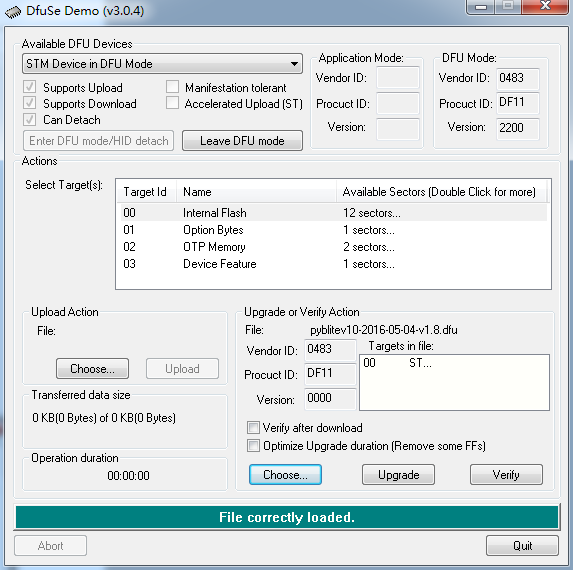 DfuSe Demo (v3.0.4)
Available DFU Devices
STM Device in DFU Mode
Supports Upload
Manifestation tolerant
Supports Download
Accelerated Upload (ST)
Can Detach
Enter DFU mode/HID detach
Leave DFU mode
Application Mode:
Vendor ID:
Procuct ID:
Version:
DFU Mode:
Vendor ID: 0483
Procuct ID: DF11
Version: 2200
Actions
Select Target(s):
Target Id Name Available Sectors (Double Click for more)
00 Internal Flash 12 sectors...
01 Option Bytes 1 sectors...
02 OTP Memory 2 sectors...
03 Device Feature 1 sectors...
Upload Action
File:
Choose... Upload
Transferred data size
0 KB(0 Bytes) of 0 KB(0 Bytes)
Operation duration
00:00:00
Upgrade or Verify Action
File: pyblitev10-2016-05-04-v1.8.dfu
Vendor ID: 0483
Procuct ID: DF11
Version: 0000
Targets in file:
00 ST...
Verify after download
Optimize Upgrade duration (Remove some FFs)
Choose... Upgrade Verify
File correctly loaded.
Abort Quit